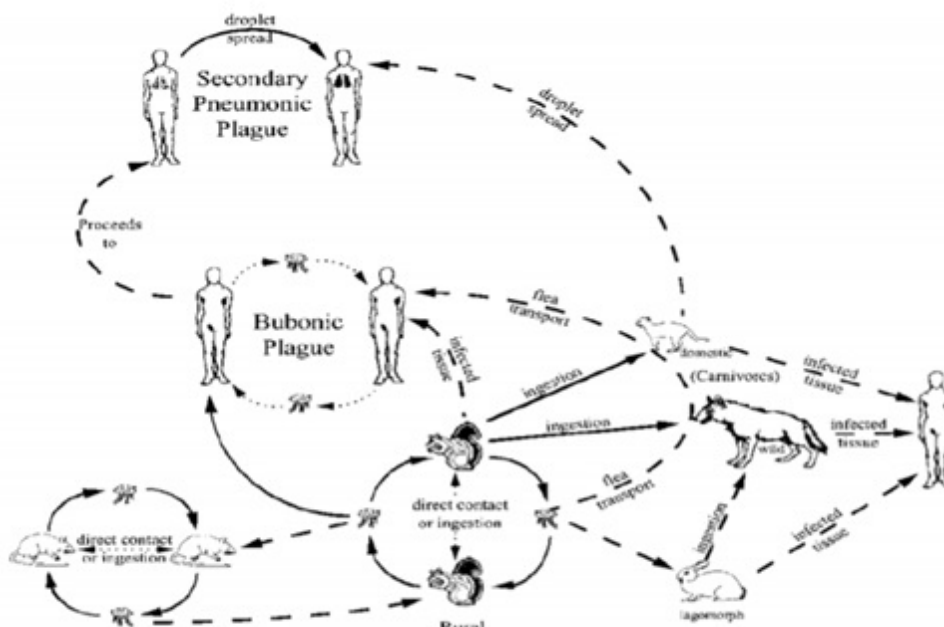 droplet
spread
Secondary
Pneumonic
Plague
droplet
spread
Proceeds
to
Bubonic
Plague
flea
transport
infected
tissue
domestic
(Carnivores)
infected
tissue
ingestion
ingestion
wild
infected
tissue
flea
transport
direct contact
or ingestion
direct contact
or ingestion
ingestion
infected
tissue
lagomorph
Rural